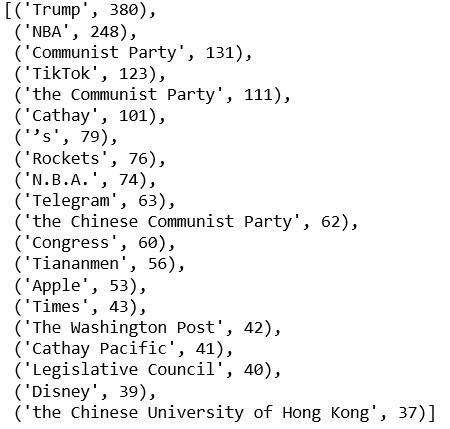 [('Trump', 380),
('NBA', 248),
('Communist Party', 131),
('TikTok', 123),
('the Communist Party', 111),
('Cathay', 101),
('’s', 79),
('Rockets', 76),
('N.B.A.', 74),
('Telegram', 63),
('the Chinese Communist Party', 62),
('Congress', 60),
('Tiananmen', 56),
('Apple', 53),
('Times', 43),
('The Washington Post', 42),
('Cathay Pacific', 41),
('Legislative Council', 40),
('Disney', 39),
('the Chinese University of Hong Kong', 37)]